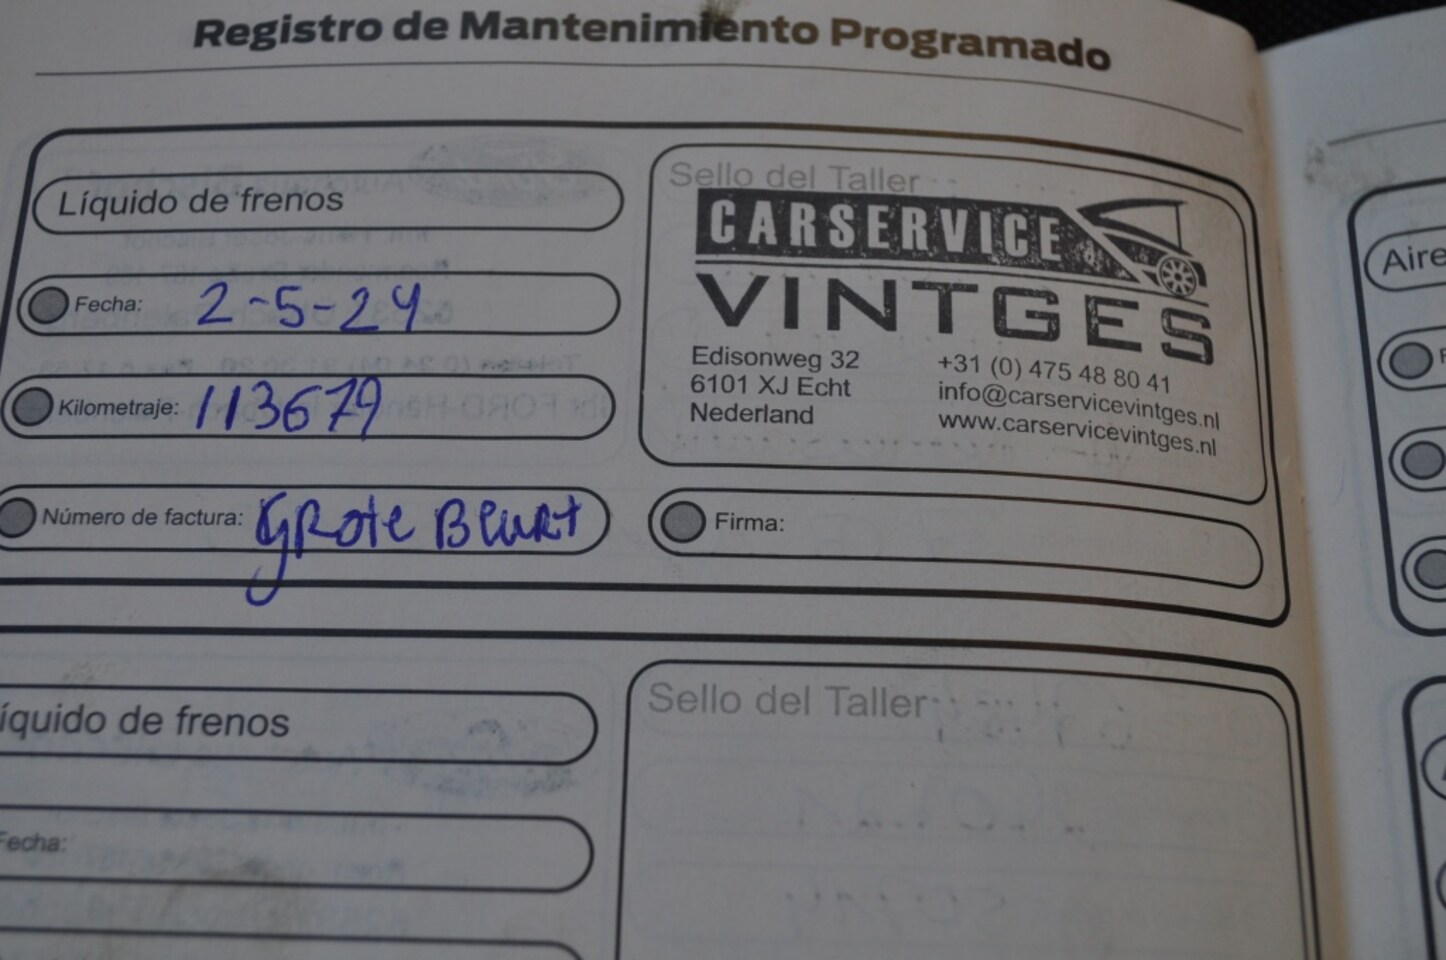 Registro de Mantenimiento Programado
Líquido de frenos
Fecha: 2-5-24
Kilometraje: 113679
Número de factura: GROTE BEURT
Sello del Taller
CARSERVICE
VINTGES
Edisonweg 32
6101 XJ Echt
Nederland
+31 (0) 475 48 80 41
info@carservicevintges.nl
www.carservicevintges.nl
Firma:
íquido de frenos
Fecha:
Sello del Taller
Aire